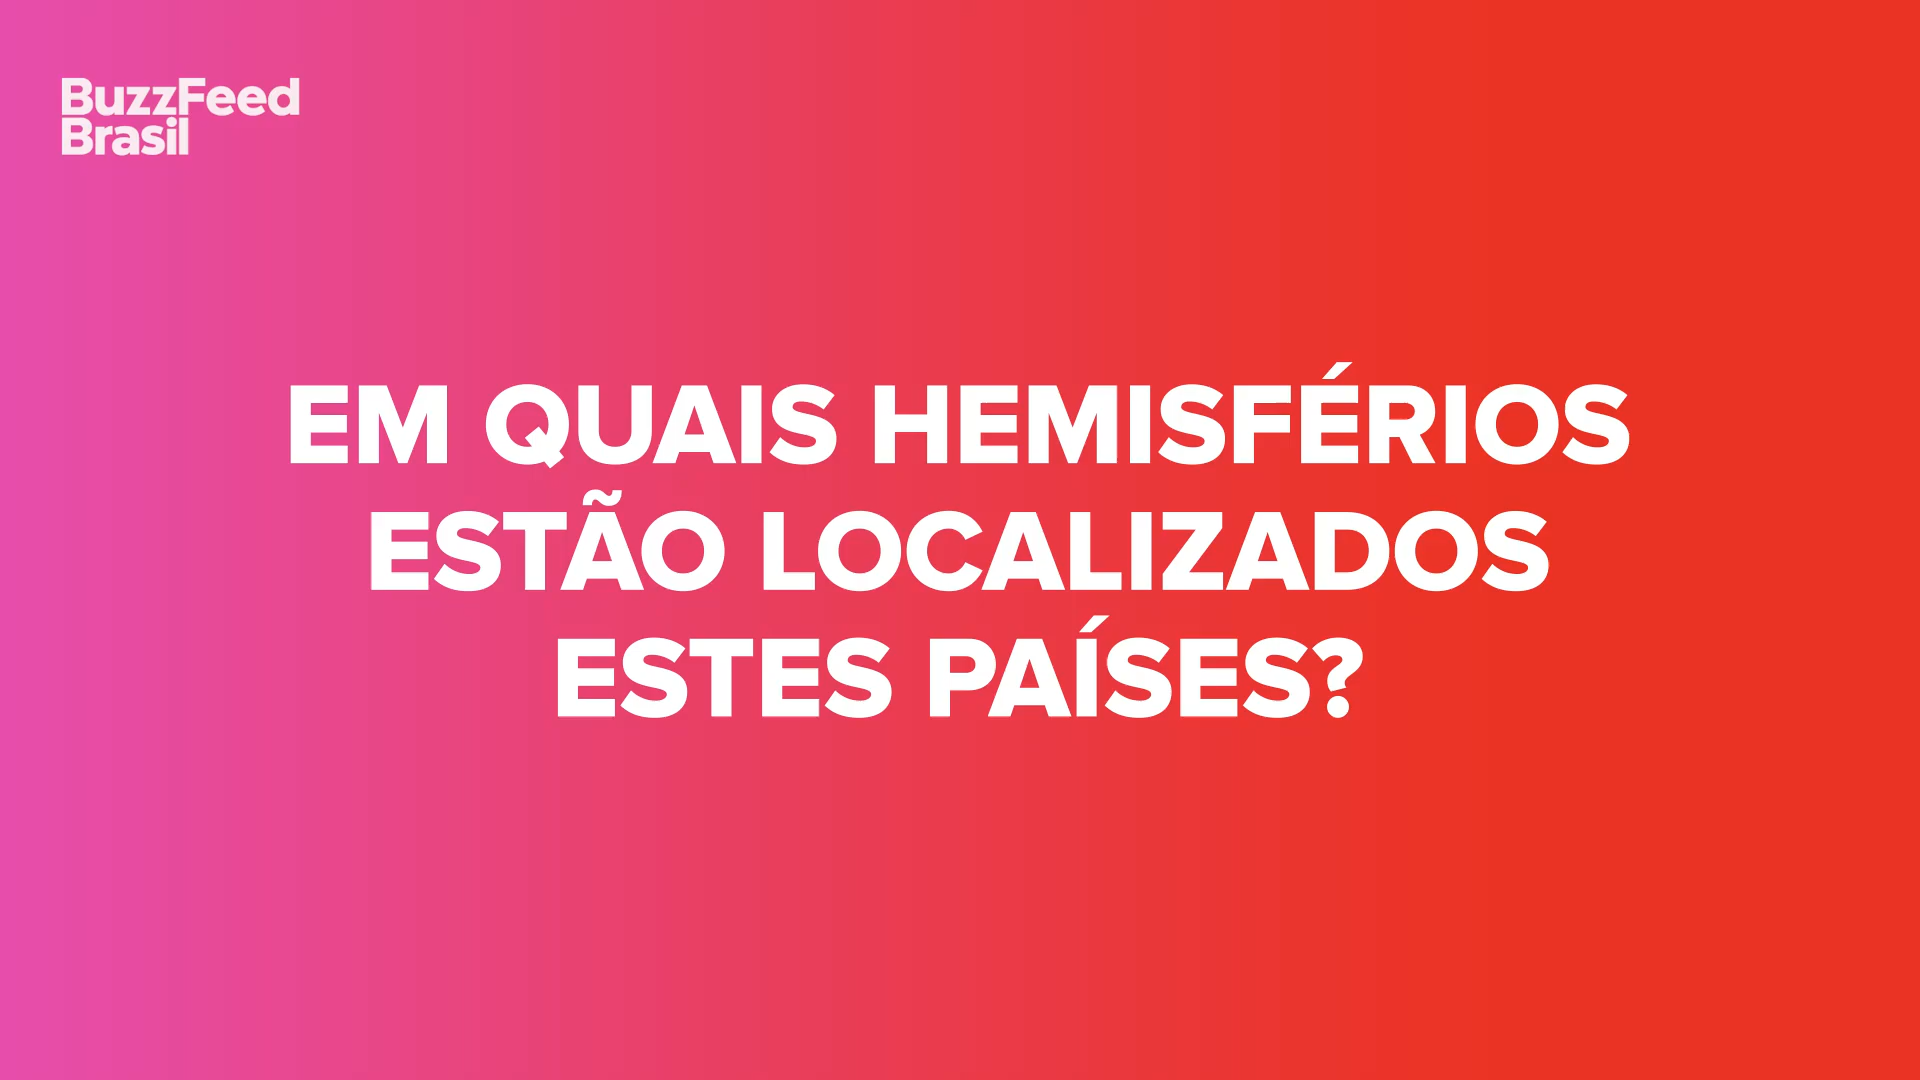 BuzzFeed
Brasil
EM QUAIS HEMISFÉRIOS
ESTÃO LOCALIZADOS
ESTES PAÍSES?